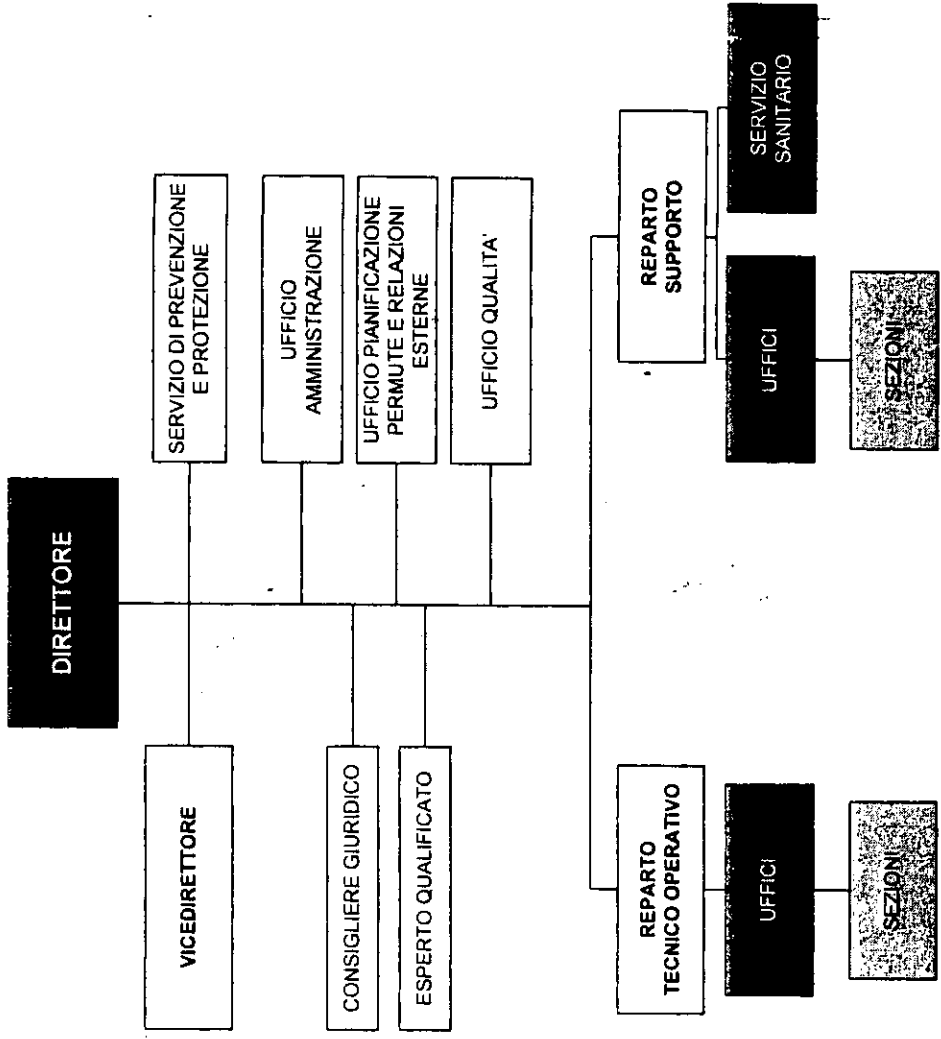 DIRETTORE
VICEDIRETTORE
SERVIZIO DI PREVENZIONE
E PROTEZIONE
UFFICIO
AMMINISTRAZIONE
CONSIGLIERE GIURIDICO
UFFICIO PIANIFICAZIONE
PERMUTE E RELAZIONI
ESTERNE
ESPERTO QUALIFICATO
UFFICIO QUALITA'
REPARTO
TECNICO OPERATIVO
REPARTO
SUPPORTO
UFFICI
UFFICI
SERVIZIO
SANITARIO
SEZIONI
SEZIONI